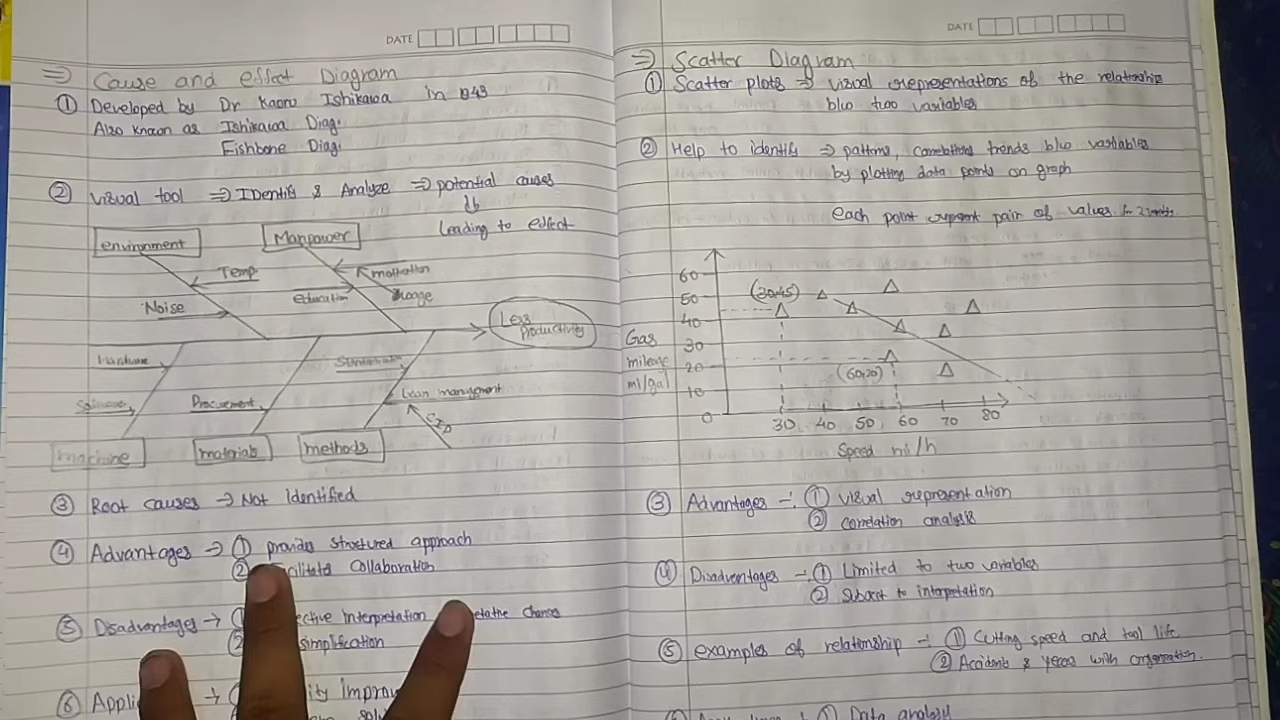 DATE
⇒ Cause and effect Diagram
① Developed by Dr Kaoru Ishikawa in 1943
Also known as Ishikawa Diag.
Fishbone Diag.
② Visual tool ⇒ IDentify & Analyze ⇒ potential causes
⇓
Leading to effect
environment
Manpower
Temp
motivation
education
wage
Noise
Less
Productivity
Hardware
Software
Procurement
Lean management
machine
materials
methods
③ Root causes → Not identified
④ Advantages → ① provides structured approach
② Facilitate Collaboration
⑤ Disadvantages → ective interpretation
simplification
⑥ Appli → ity Improv
DATE
⇒ Scatter Diagram
① Scatter plots ⇒ visual representations of the relationship
b/w two variables
② Help to identify ⇒ patterns, correlations trends b/w variables
by plotting data points on graph
each point represent pair of values
60
50
40
30
20
10
0
Gas
mileage
mi/gal
(30,45)
(60,20)
30 40 50 60 70 80
Speed mi/h
③ Advantages -: ① visual representation
② correlation analysis
④ Disadvantages -: ① Limited to two variables
② Subject to interpretation
⑤ examples of relationship -: ① Cutting speed and tool life
② Accidents & years with organisation.
① Data analysis